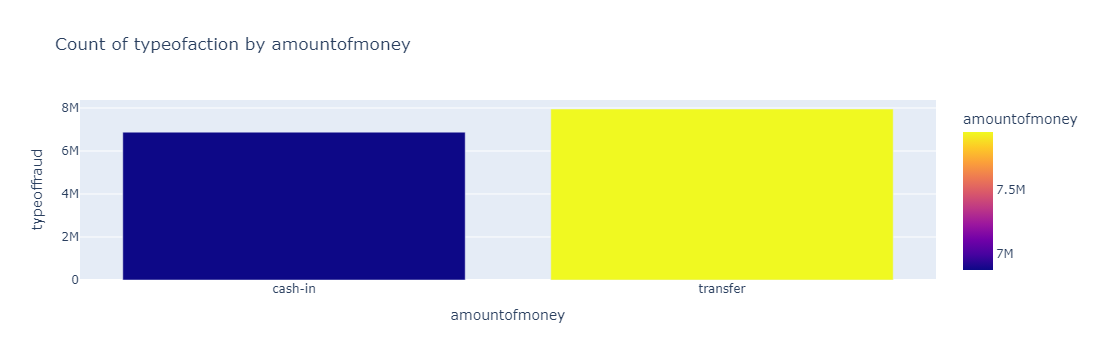 Count of typeofaction by amountofmoney
amountofmoney
8M
6M
4M
2M
0
typeoffraud
7.5M
7M
cash-in
transfer
amountofmoney